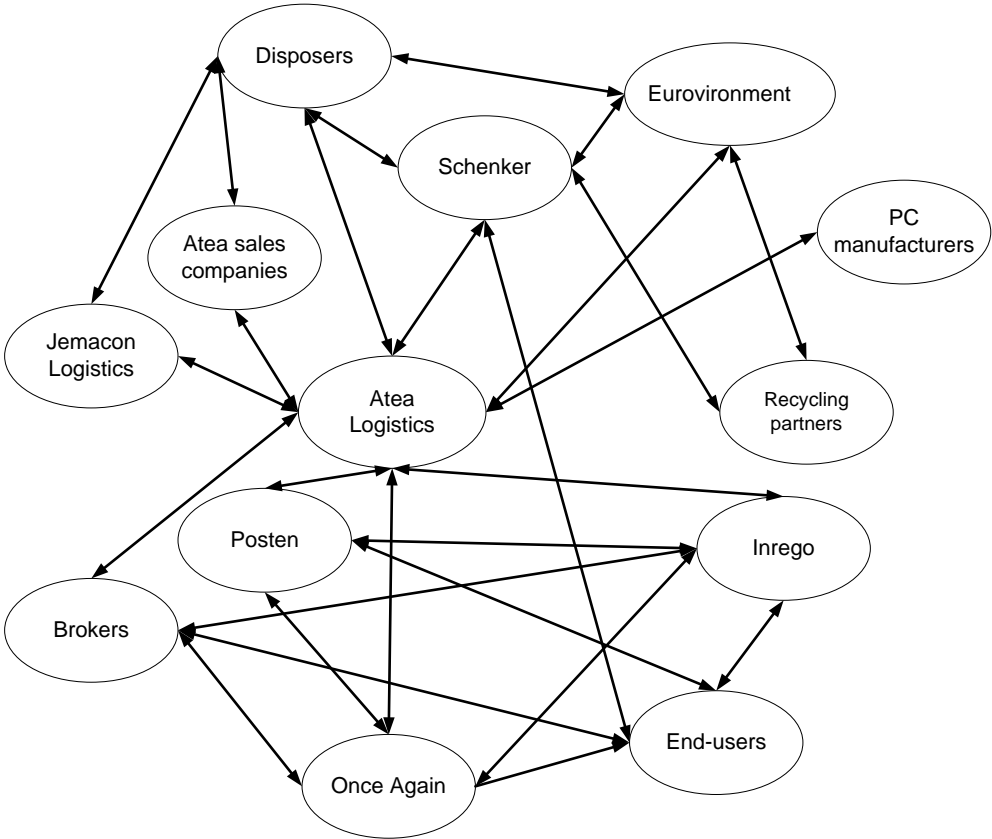 Disposers
Eurovironment
Schenker
PC
manufacturers
Atea sales
companies
Jemacon
Logistics
Atea
Logistics
Recycling
partners
Posten
Inrego
Brokers
End-users
Once Again